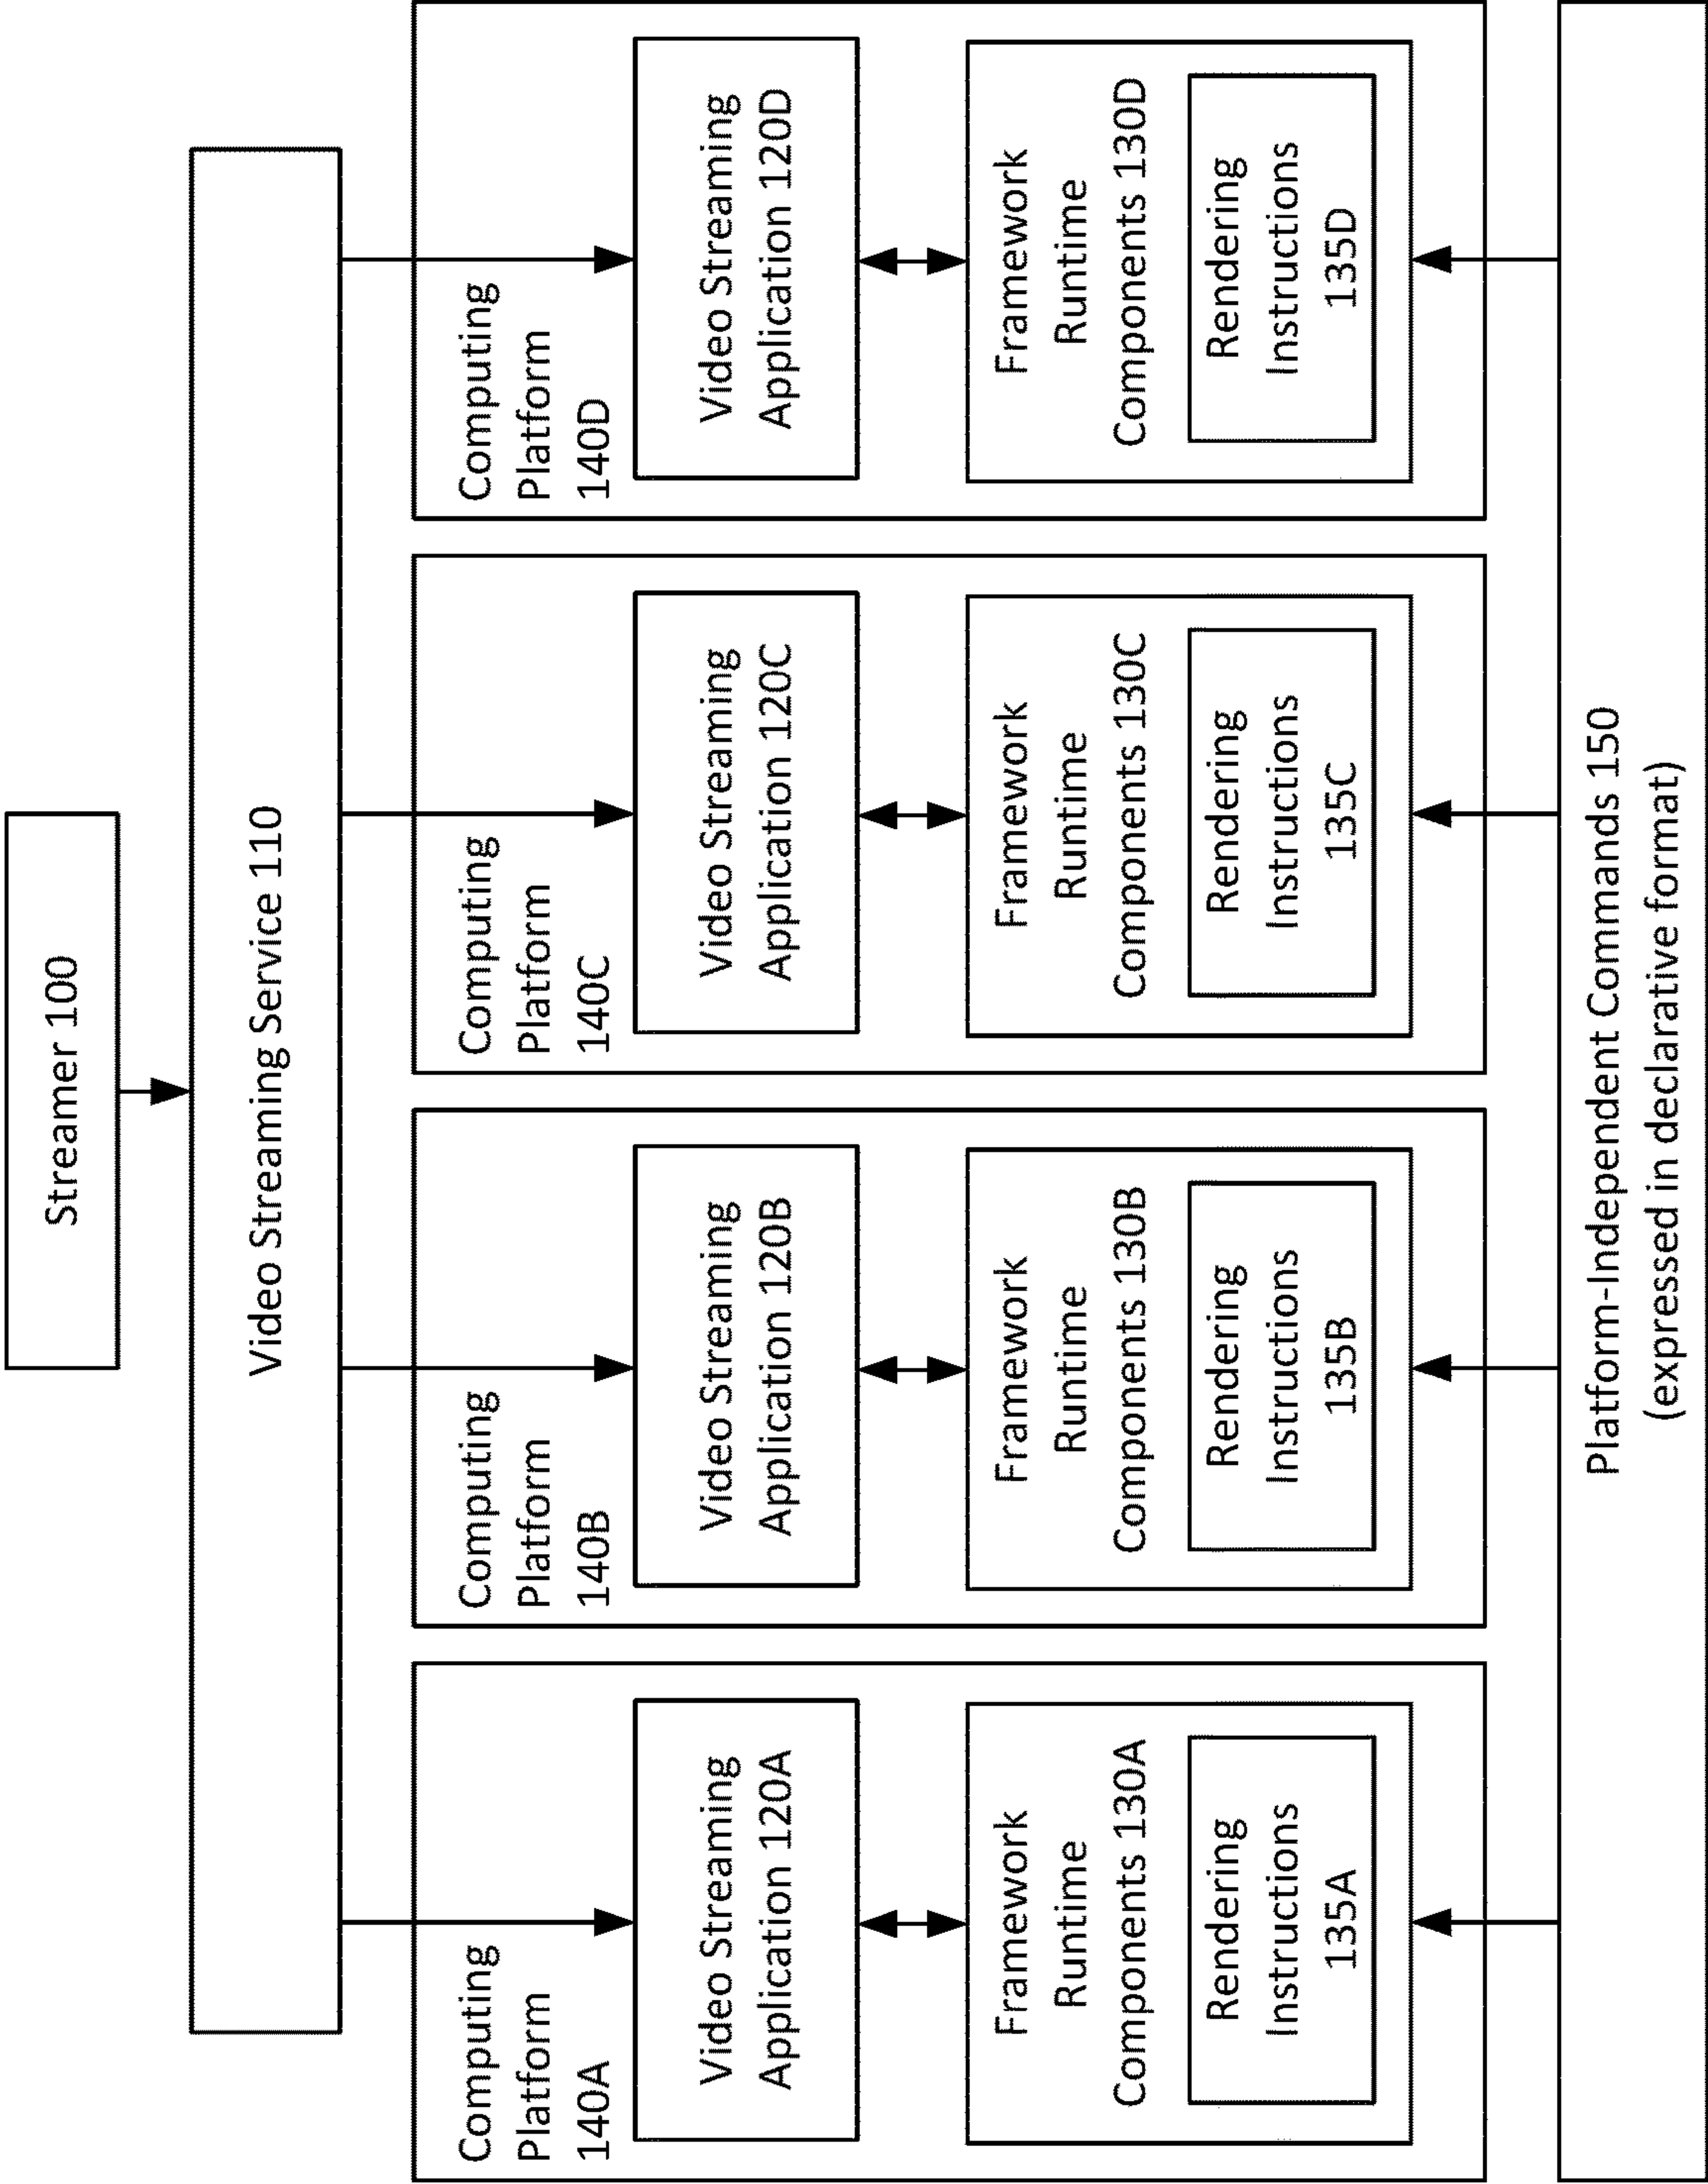 Streamer 100
Video Streaming Service 110
Computing
Platform
140A
Video Streaming
Application 120A
Framework
Runtime
Components 130A
Rendering
Instructions
135A
Computing
Platform
140B
Video Streaming
Application 120B
Framework
Runtime
Components 130B
Rendering
Instructions
135B
Computing
Platform
140C
Video Streaming
Application 120C
Framework
Runtime
Components 130C
Rendering
Instructions
135C
Computing
Platform
140D
Video Streaming
Application 120D
Framework
Runtime
Components 130D
Rendering
Instructions
135D
Platform-Independent Commands 150
(expressed in declarative format)